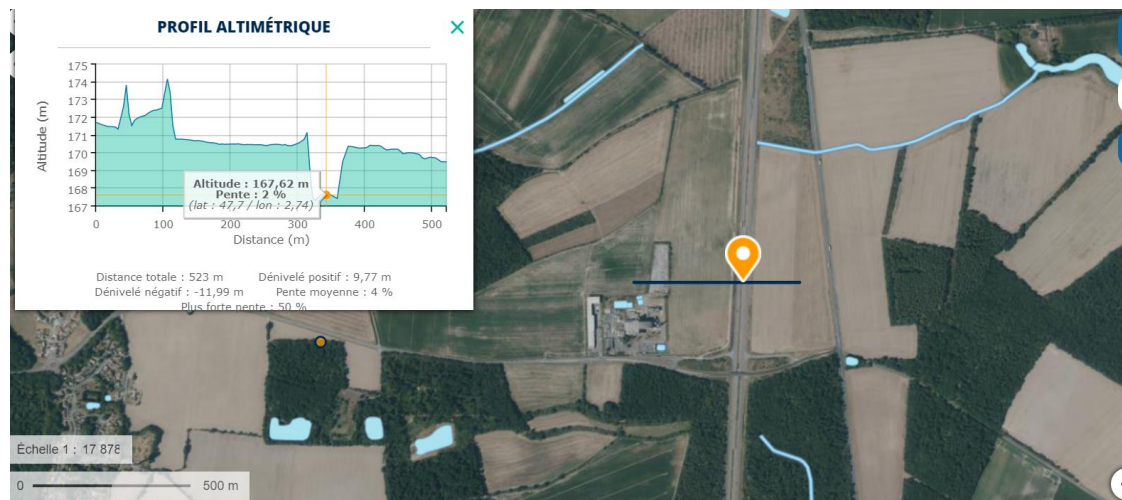 PROFIL ALTIMÉTRIQUE
175
174
173
172
171
170
169
168
167
Altitude (m)
Altitude : 167,62 m
Pente : 2 %
(lat : 47,7 / lon : 2,74)
0 100 200 300 400 500
Distance (m)
Distance totale : 523 m Dénivelé positif : 9,77 m
Dénivelé négatif : -11,99 m Pente moyenne : 4 %
Plus forte pente : 50 %
Échelle 1 : 17 878
0 500 m